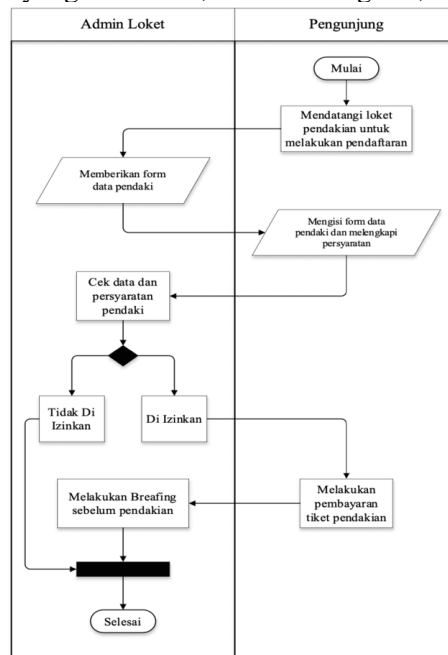 Admin Loket
Pengunjung
Mulai
Mendatangi loket
pendakian untuk
melakukan pendaftaran
Memberikan form
data pendaki
Mengisi form data
pendaki dan melengkapi
persyaratan
Cek data dan
persyaratan
pendaki
Tidak Di
Izinkan
Di Izinkan
Melakukan
pembayaran
tiket pendakian
Melakukan Breafing
sebelum pendakian
Selesai